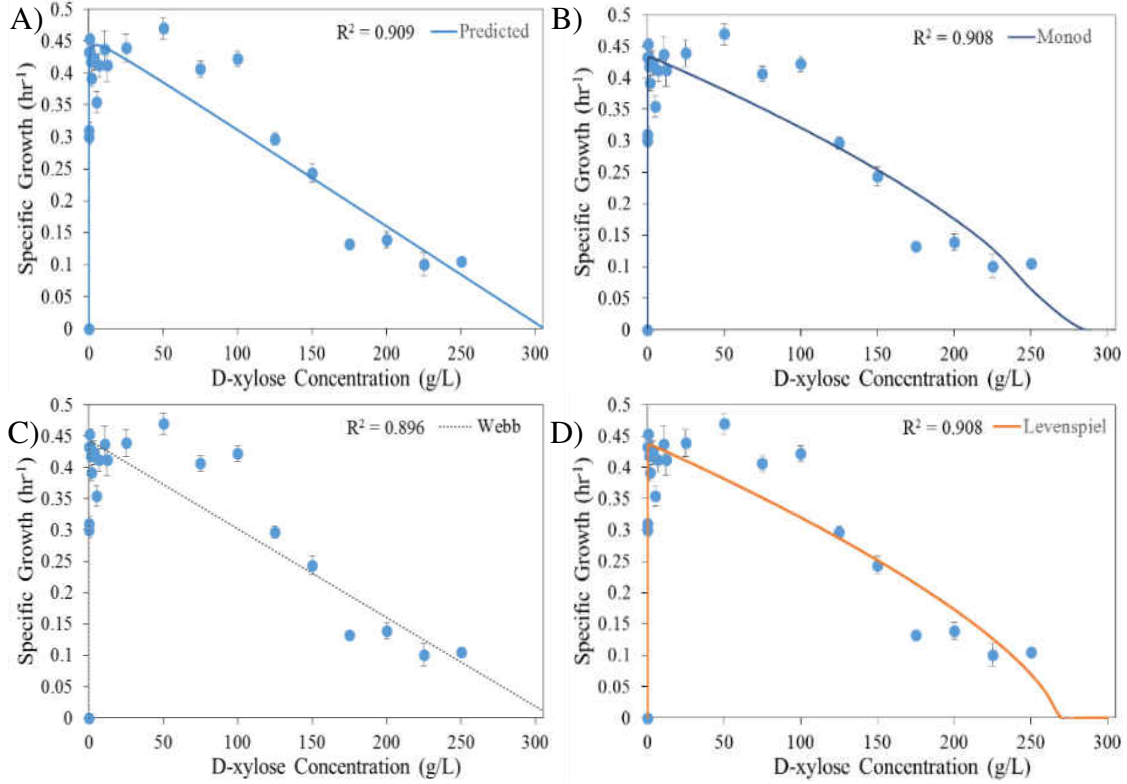 A)
R² = 0.909
Predicted
Specific Growth (hr⁻¹)
0.5
0.45
0.4
0.35
0.3
0.25
0.2
0.15
0.1
0.05
0
0 50 100 150 200 250 300
D-xylose Concentration (g/L)
B)
R² = 0.908
Monod
Specific Growth (hr⁻¹)
0.5
0.45
0.4
0.35
0.3
0.25
0.2
0.15
0.1
0.05
0
0 50 100 150 200 250 300
D-xylose Concentration (g/L)
C)
R² = 0.896
Webb
Specific Growth (hr⁻¹)
0.5
0.45
0.4
0.35
0.3
0.25
0.2
0.15
0.1
0.05
0
0 50 100 150 200 250 300
D-xylose Concentration (g/L)
D)
R² = 0.908
Levenspiel
Specific Growth (hr⁻¹)
0.5
0.45
0.4
0.35
0.3
0.25
0.2
0.15
0.1
0.05
0
0 50 100 150 200 250 300
D-xylose Concentration (g/L)